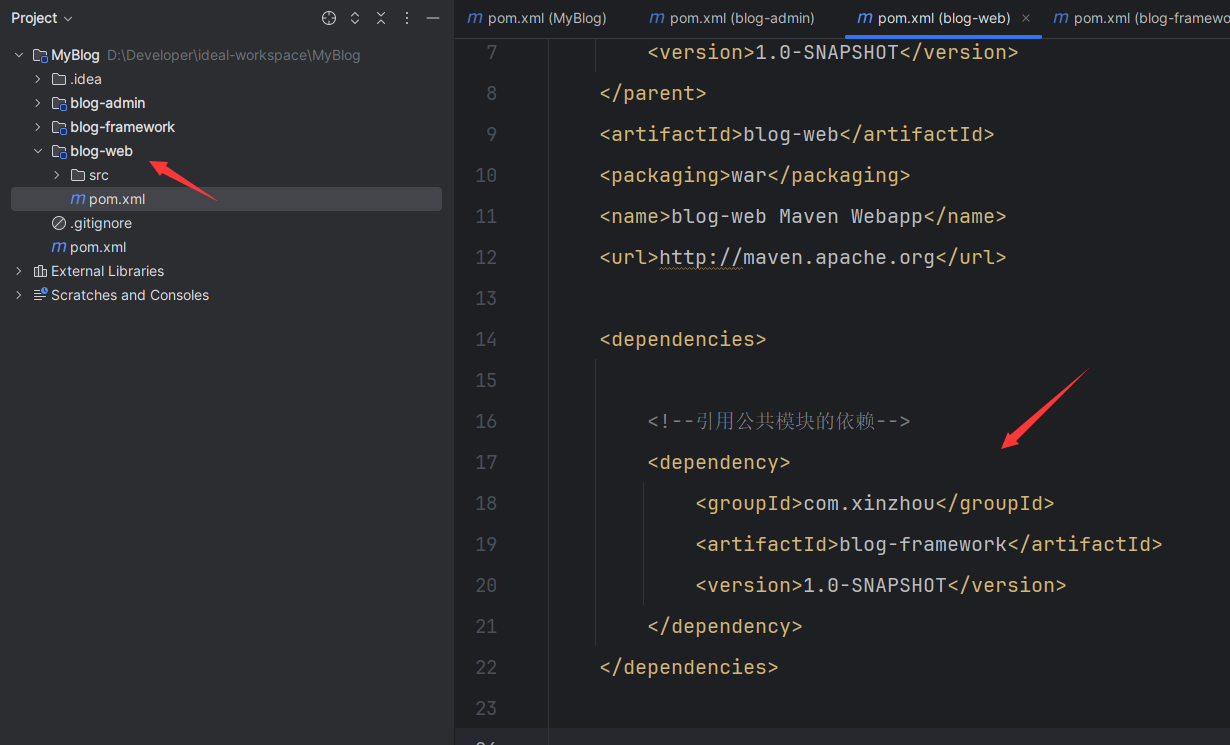 Project
MyBlog D:\Developer\ideal-workspace\MyBlog
.idea
blog-admin
blog-framework
blog-web
src
pom.xml
.gitignore
pom.xml
External Libraries
Scratches and Consoles
pom.xml (MyBlog) pom.xml (blog-admin) pom.xml (blog-web) pom.xml (blog-framewo
7 <version>1.0-SNAPSHOT</version>
8 </parent>
9 <artifactId>blog-web</artifactId>
10 <packaging>war</packaging>
11 <name>blog-web Maven Webapp</name>
12 <url>http://maven.apache.org</url>
13
14 <dependencies>
15
16 <!--引用公共模块的依赖-->
17 <dependency>
18 <groupId>com.xinzhou</groupId>
19 <artifactId>blog-framework</artifactId>
20 <version>1.0-SNAPSHOT</version>
21 </dependency>
22 </dependencies>
23